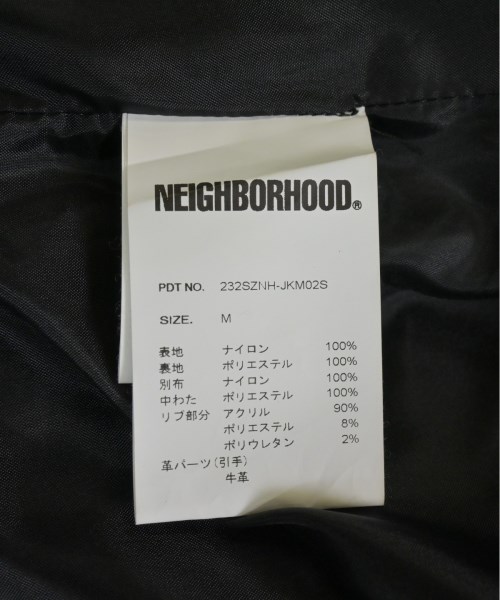 NEIGHBORHOOD®
PDT NO. 232SZNH-JKM02S
SIZE. M
表地 ナイロン 100%
裏地 ポリエステル 100%
別布 ナイロン 100%
中わた ポリエステル 100%
リブ部分 アクリル 90%
ポリエステル 8%
ポリウレタン 2%
革パーツ(引手)
牛革